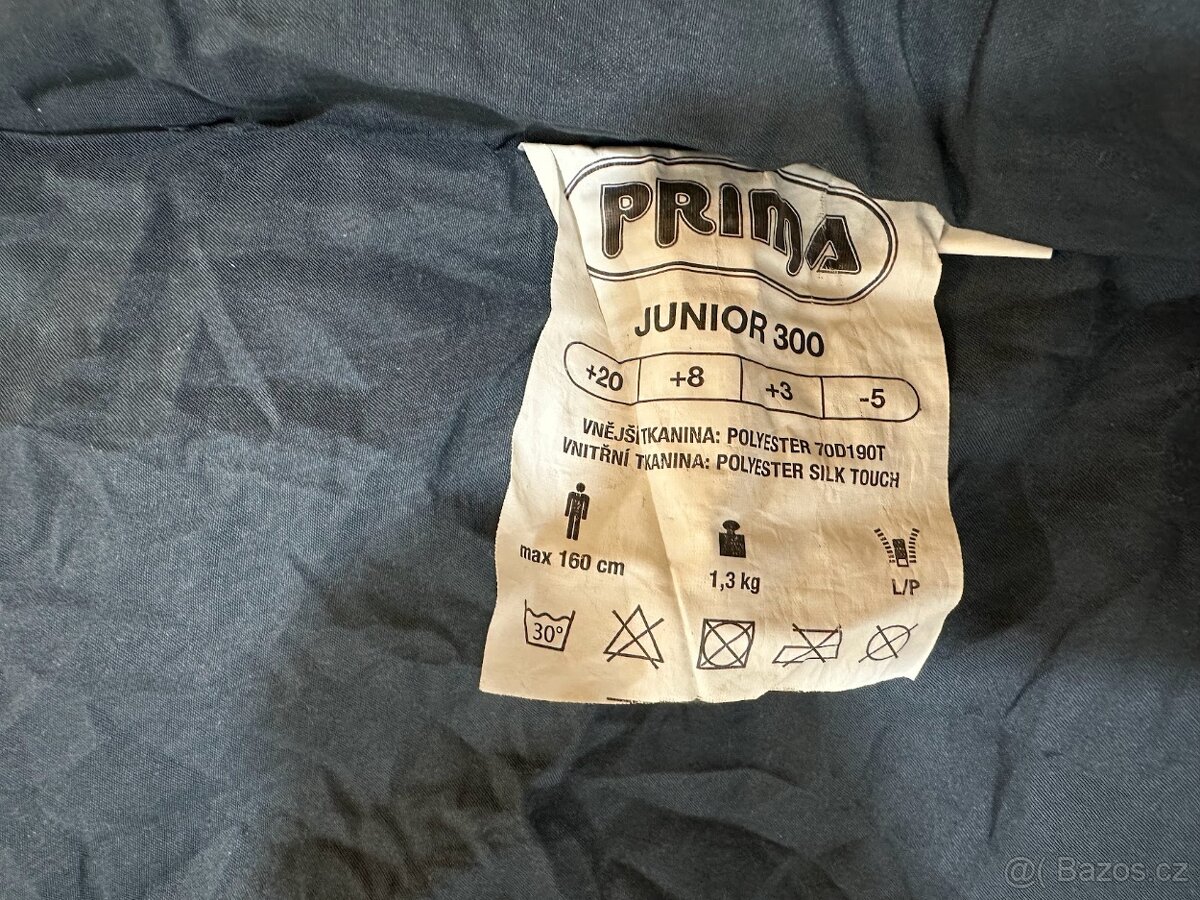 PRIMA
JUNIOR 300
+20 +8 +3 -5
VNĚJŠÍ TKANINA: POLYESTER 70D190T
VNITŘNÍ TKANINA: POLYESTER SILK TOUCH
max 160 cm
1,3 kg
L/P
30°
@( Bazos.cz